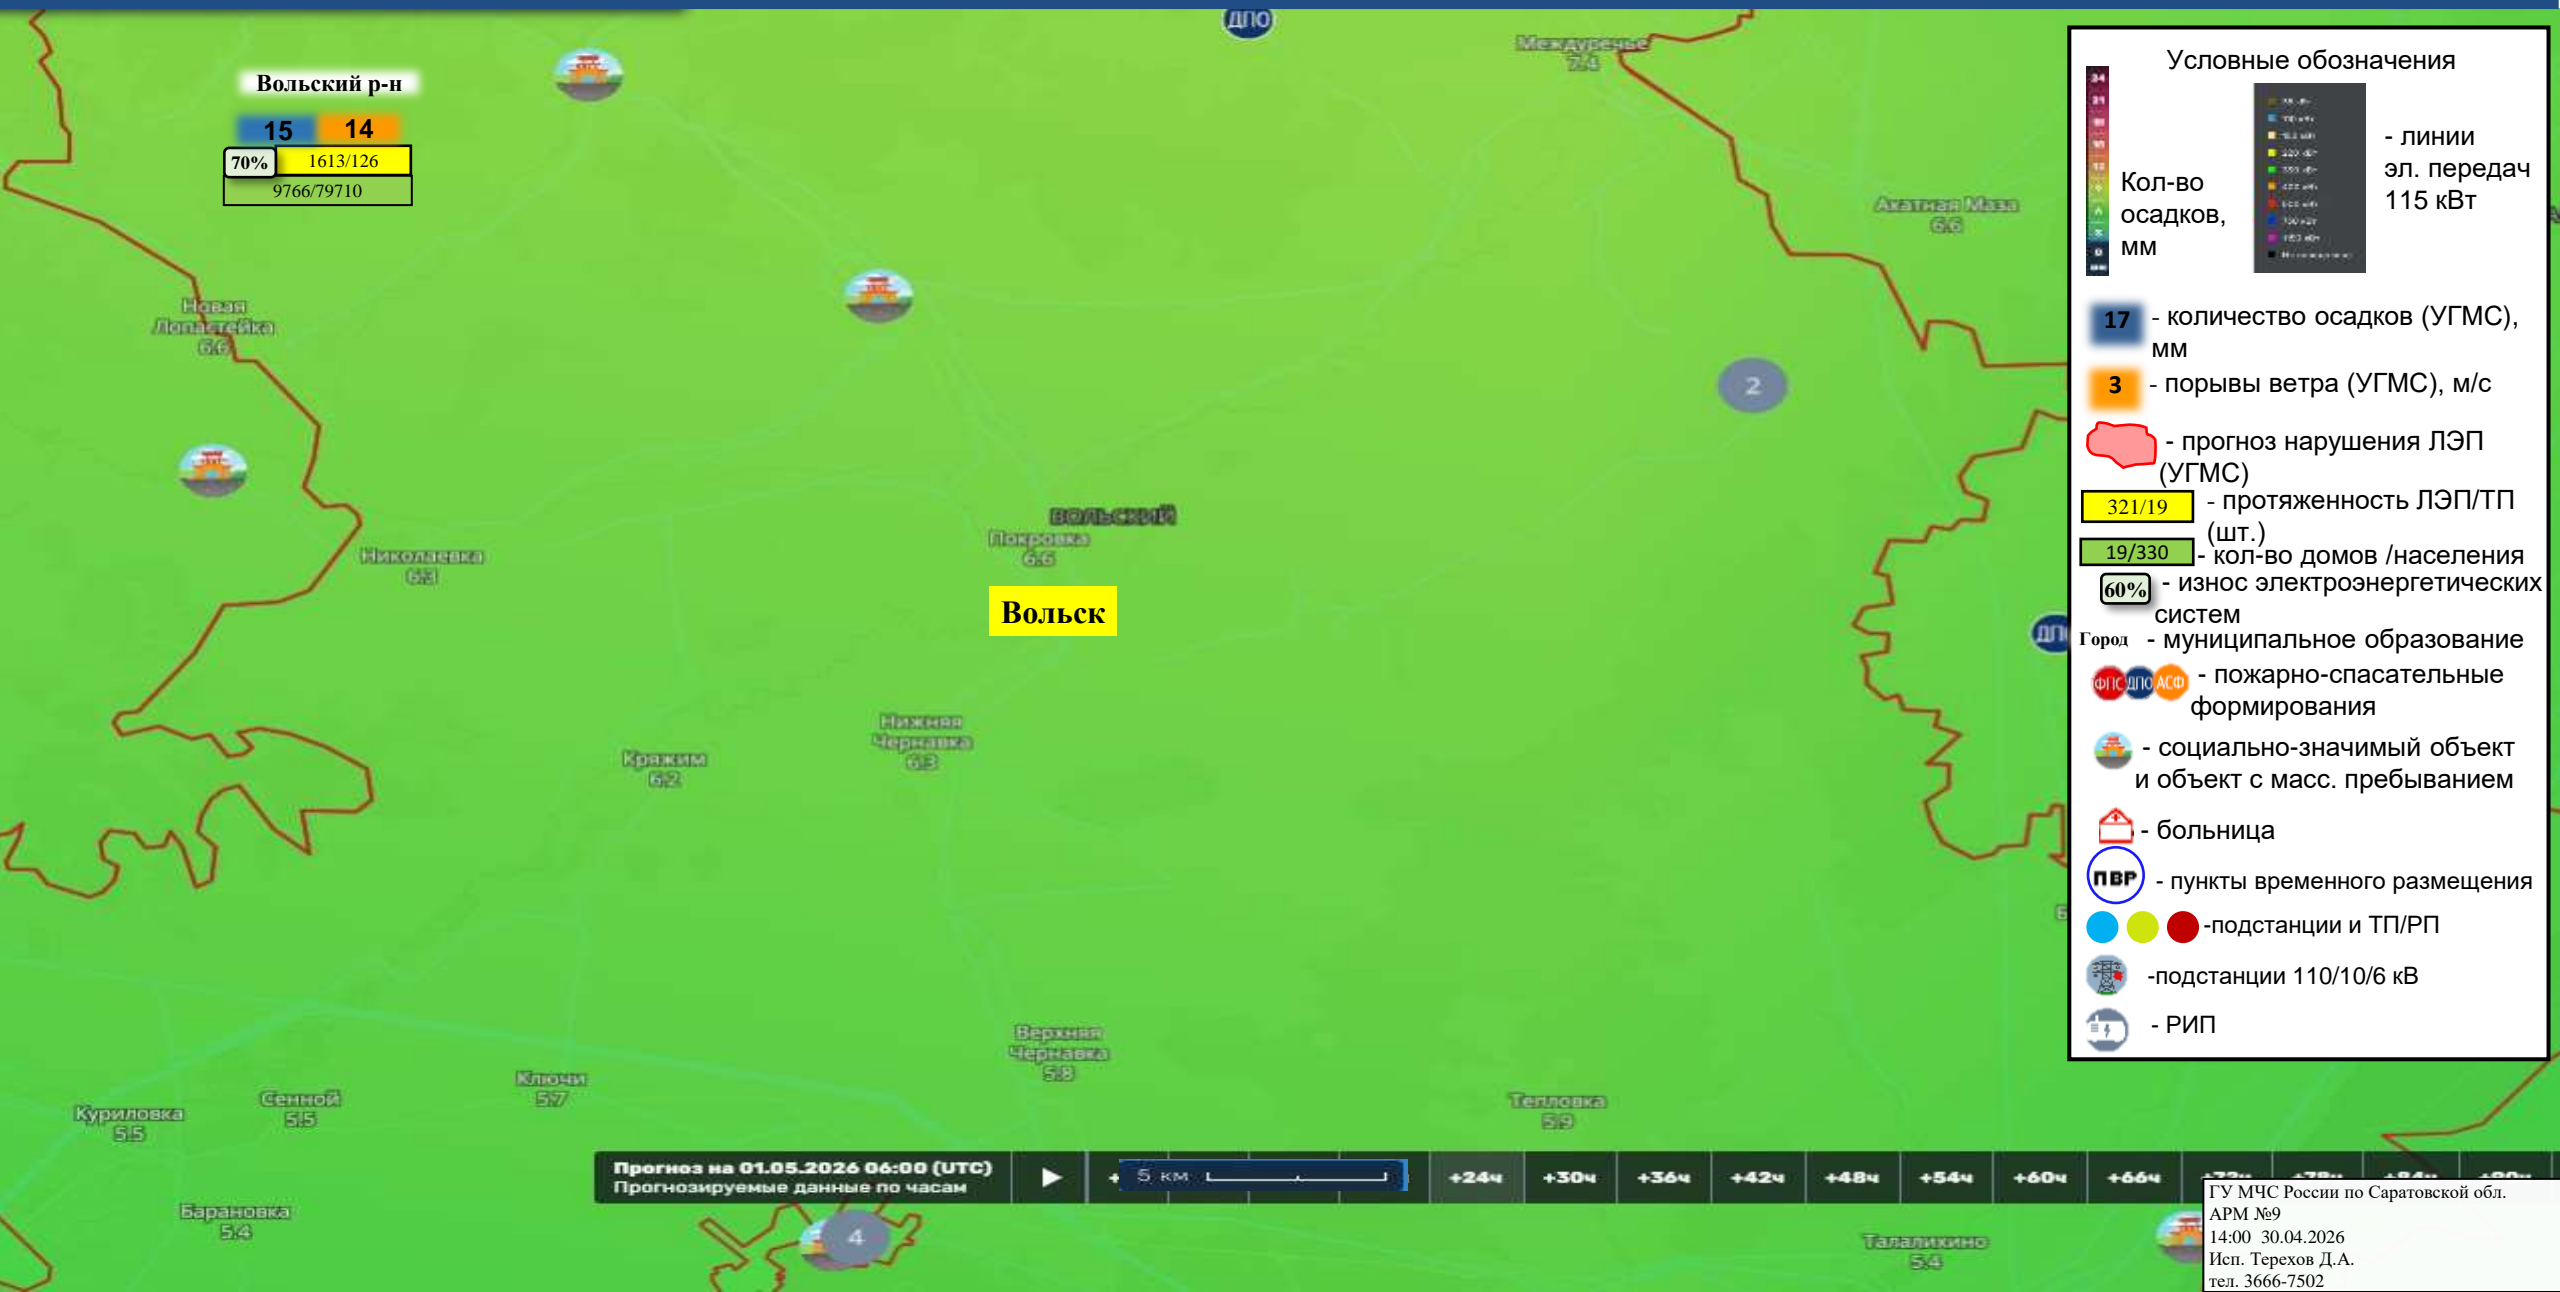 ДПО
Междуречье
7.4
Вольский р-н
15 14
70% 1613/126
9766/79710
Акатная Маза
6.6
Новая
Лопастейка
6.6
2
ВОЛЬСКИЙ
Покровка
6.6
Николаевка
6.3
Вольск
Нижняя
Чернавка
6.3
Кряжим
6.2
Верхняя
Чернавка
5.8
Ключи
5.7
Сенной
5.5
Куриловка
5.5
Тепловка
5.9
Барановка
5.4
4
Талалихино
5.4
Прогноз на 01.05.2026 06:00 (UTC)
Прогнозируемые данные по часам
5 км
+24ч +30ч +36ч +42ч +48ч +54ч +60ч +66ч
Условные обозначения
Кол-во
осадков,
мм
- линии
эл. передач
115 кВт
17 - количество осадков (УГМС),
мм
3 - порывы ветра (УГМС), м/с
- прогноз нарушения ЛЭП
(УГМС)
321/19 - протяженность ЛЭП/ТП
(шт.)
19/330 - кол-во домов /населения
60% - износ электроэнергетических
систем
Город - муниципальное образование
ФПС ДПО АСФ - пожарно-спасательные
формирования
- социально-значимый объект
и объект с масс. пребыванием
- больница
ПВР - пункты временного размещения
-подстанции и ТП/РП
-подстанции 110/10/6 кВ
- РИП
ГУ МЧС России по Саратовской обл.
АРМ №9
14:00 30.04.2026
Исп. Терехов Д.А.
тел. 3666-7502